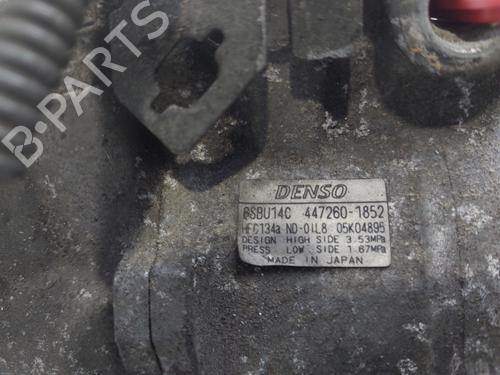 B-PARTS
DENSO
6SBU14C 447260-1852
HFC134a ND-OIL8 05K04895
DESIGN HIGH SIDE 3.53MPa
PRESS LOW SIDE 1.67MPa
MADE IN JAPAN